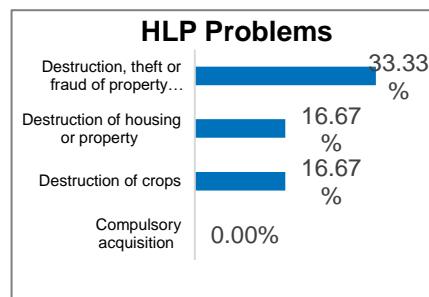 HLP Problems
Destruction, theft or
fraud of property…
33.33
%
Destruction of housing
or property
16.67
%
Destruction of crops
16.67
%
Compulsory
acquisition
0.00%